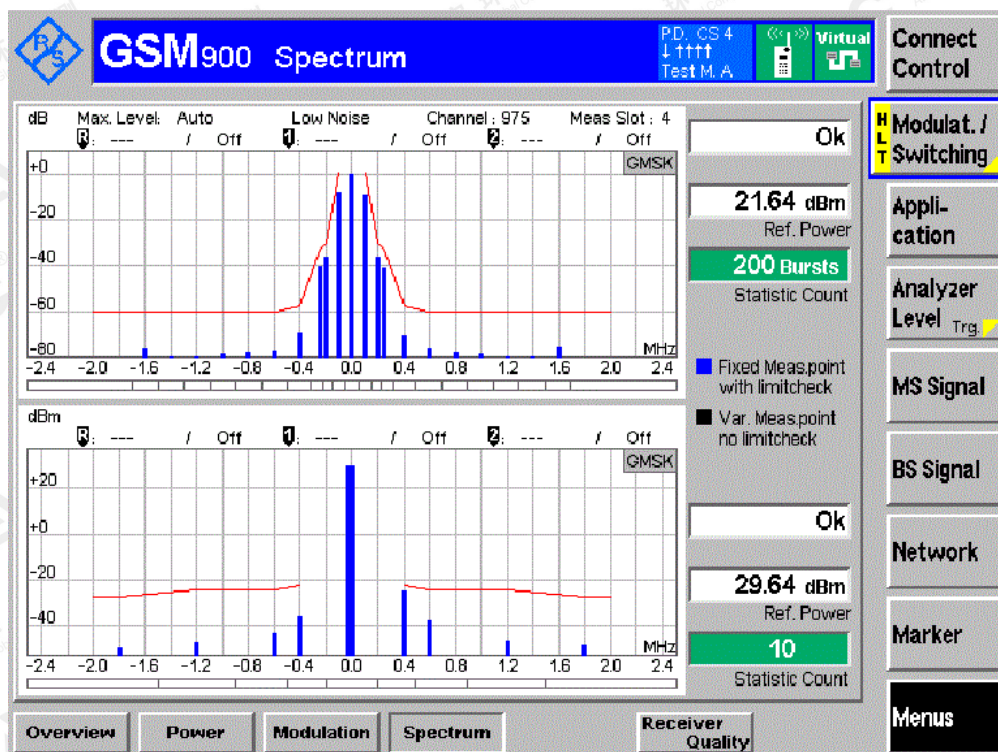 R/S
GSM900 Spectrum
PD. CS 4
↓ ↑↑↑↑
Test M. A
Virtual
Connect Control
dB Max. Level: Auto Low Noise Channel : 975 Meas Slot : 4
R: --- / Off 1: --- / Off 2: --- / Off
GMSK
+0
-20
-40
-60
-80
MHz
-2.4 -2.0 -1.6 -1.2 -0.8 -0.4 0.0 0.4 0.8 1.2 1.6 2.0 2.4
Ok
21.64 dBm
Ref. Power
200 Bursts
Statistic Count
Fixed Meas.point
with limitcheck
Var. Meas.point
no limitcheck
dBm
R: --- / Off 1: --- / Off 2: --- / Off
GMSK
+20
+0
-20
-40
MHz
-2.4 -2.0 -1.6 -1.2 -0.8 -0.4 0.0 0.4 0.8 1.2 1.6 2.0 2.4
Ok
29.64 dBm
Ref. Power
10
Statistic Count
HLT
Modulat. /
Switching
Appli-
cation
Analyzer
Level Trg.
MS Signal
BS Signal
Network
Marker
Menus
Overview
Power
Modulation
Spectrum
Receiver
Quality